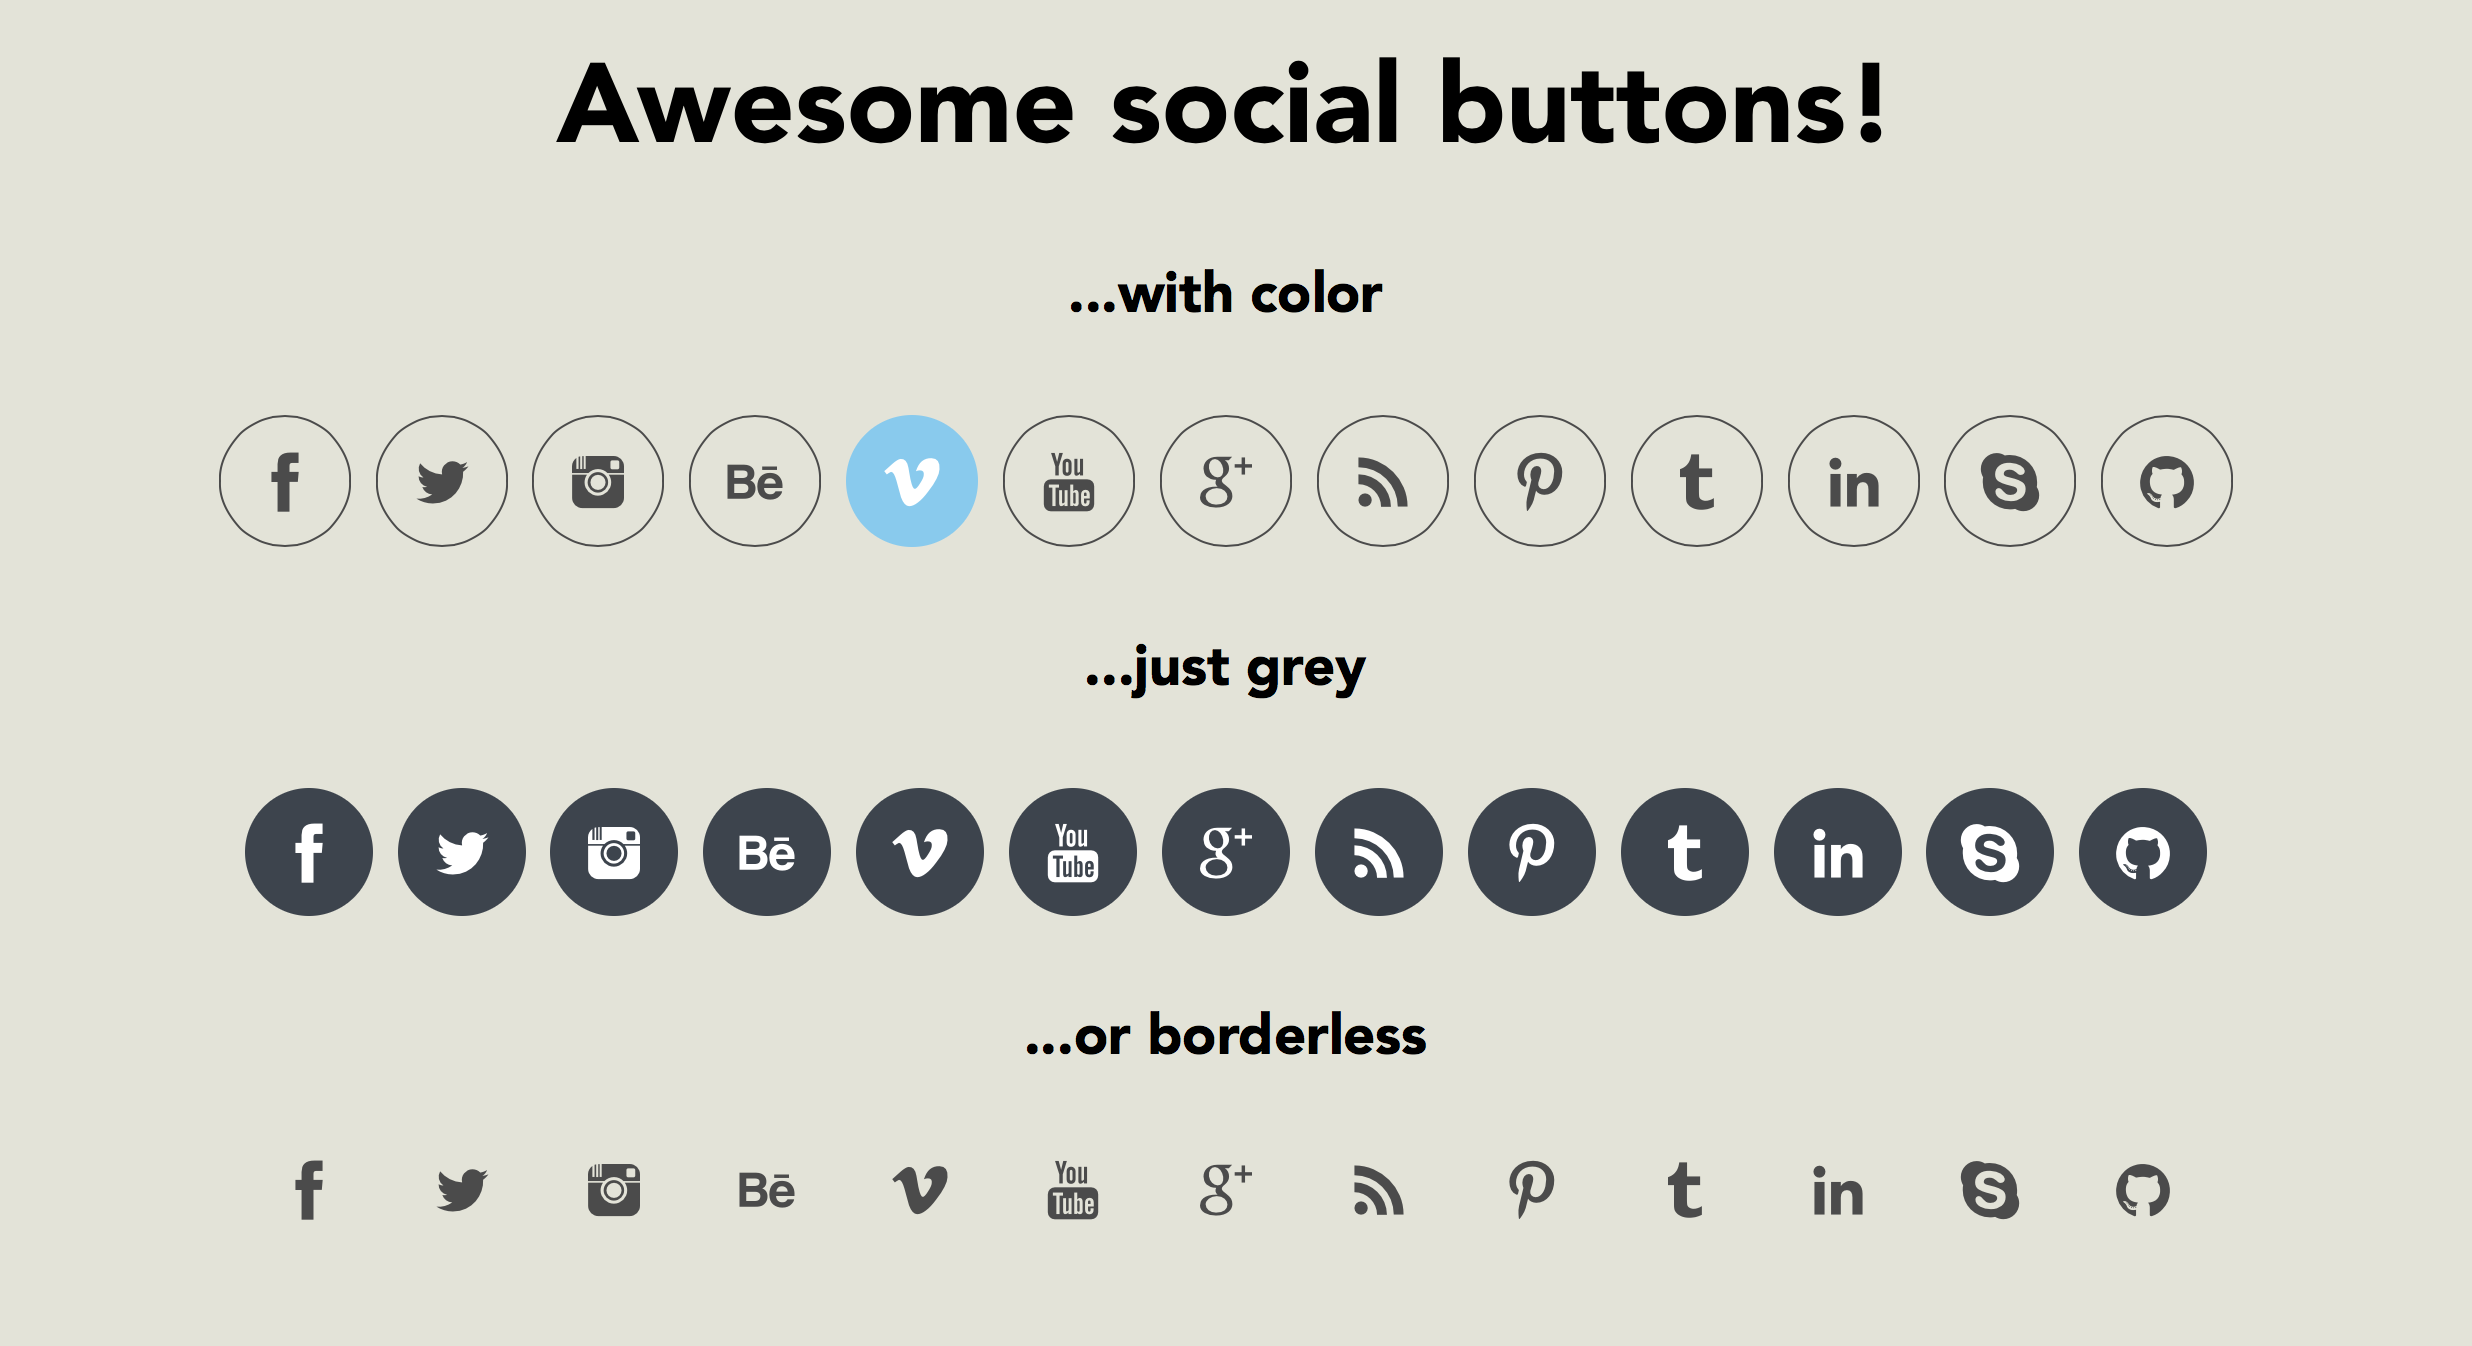 Awesome social buttons!
...with color
f Bē v You Tube g+ t in S
...just grey
f Bē v You Tube g+ t in S
...or borderless
f Bē v You Tube g+ t in S